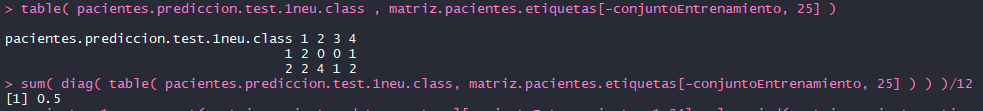 > table( pacientes.prediccion.test.1neu.class , matriz.pacientes.etiquetas[-conjuntoEntrenamiento, 25] )
pacientes.prediccion.test.1neu.class 1 2 3 4
1 2 0 0 1
2 2 4 1 2
> sum( diag( table( pacientes.prediccion.test.1neu.class, matriz.pacientes.etiquetas[-conjuntoEntrenamiento, 25] ) ) )/12
[1] 0.5